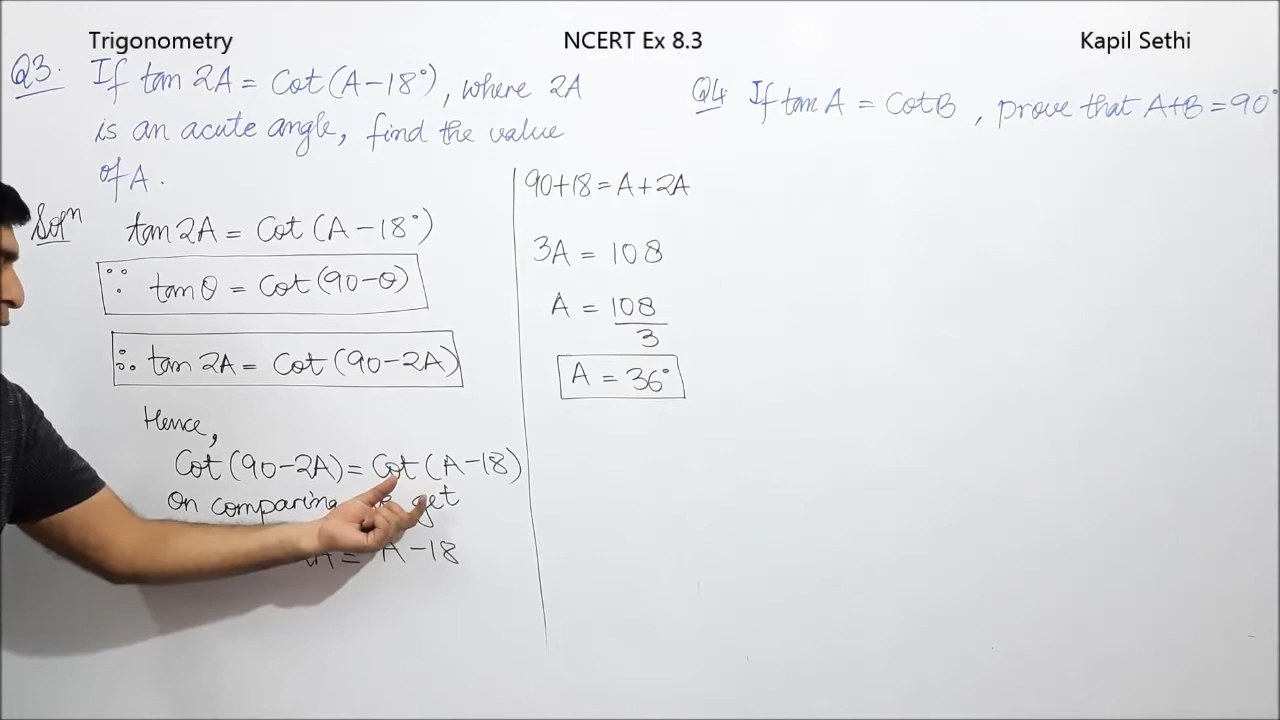 Trigonometry NCERT Ex 8.3 Kapil Sethi
Q3. If tan 2A = Cot (A-18°), where 2A
is an acute angle, find the value
of A.
Solⁿ tan 2A = Cot (A-18°)
∵ tan θ = Cot (90-θ)
∴ tan 2A = Cot (90-2A)
Hence,
Cot (90-2A) = Cot (A-18)
on comparing get
A = A-18
90+18 = A+2A
3A = 108
A = 108
3
A = 36°
Q4. If tan A = Cot B, prove that A+B = 90°